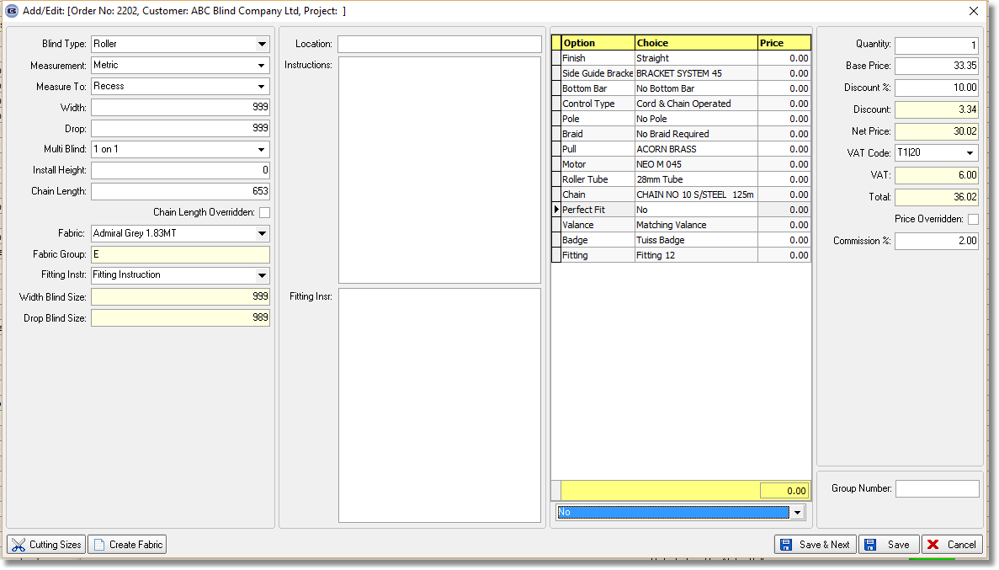 Add/Edit: [Order No: 2202, Customer: ABC Blind Company Ltd, Project: ]
Blind Type: Roller
Measurement: Metric
Measure To: Recess
Width: 999
Drop: 999
Multi Blind: 1 on 1
Install Height: 0
Chain Length: 653
Chain Length Overridden:
Fabric: Admiral Grey 1.83MT
Fabric Group: E
Fitting Instr: Fitting Instruction
Width Blind Size: 999
Drop Blind Size: 989
Location:
Instructions:
Fitting Insr:
Option Choice Price
Finish Straight 0.00
Side Guide Bracke BRACKET SYSTEM 45 0.00
Bottom Bar No Bottom Bar 0.00
Control Type Cord & Chain Operated 0.00
Pole No Pole 0.00
Braid No Braid Required 0.00
Pull ACORN BRASS 0.00
Motor NEO M 045 0.00
Roller Tube 28mm Tube 0.00
Chain CHAIN NO 10 S/STEEL 125m 0.00
Perfect Fit No 0.00
Valance Matching Valance 0.00
Badge Tuiss Badge 0.00
Fitting Fitting 12 0.00
0.00
No
Quantity: 1
Base Price: 33.35
Discount %: 10.00
Discount: 3.34
Net Price: 30.02
VAT Code: T1|20
VAT: 6.00
Total: 36.02
Price Overridden:
Commission %: 2.00
Group Number:
Cutting Sizes
Create Fabric
Save & Next
Save
Cancel